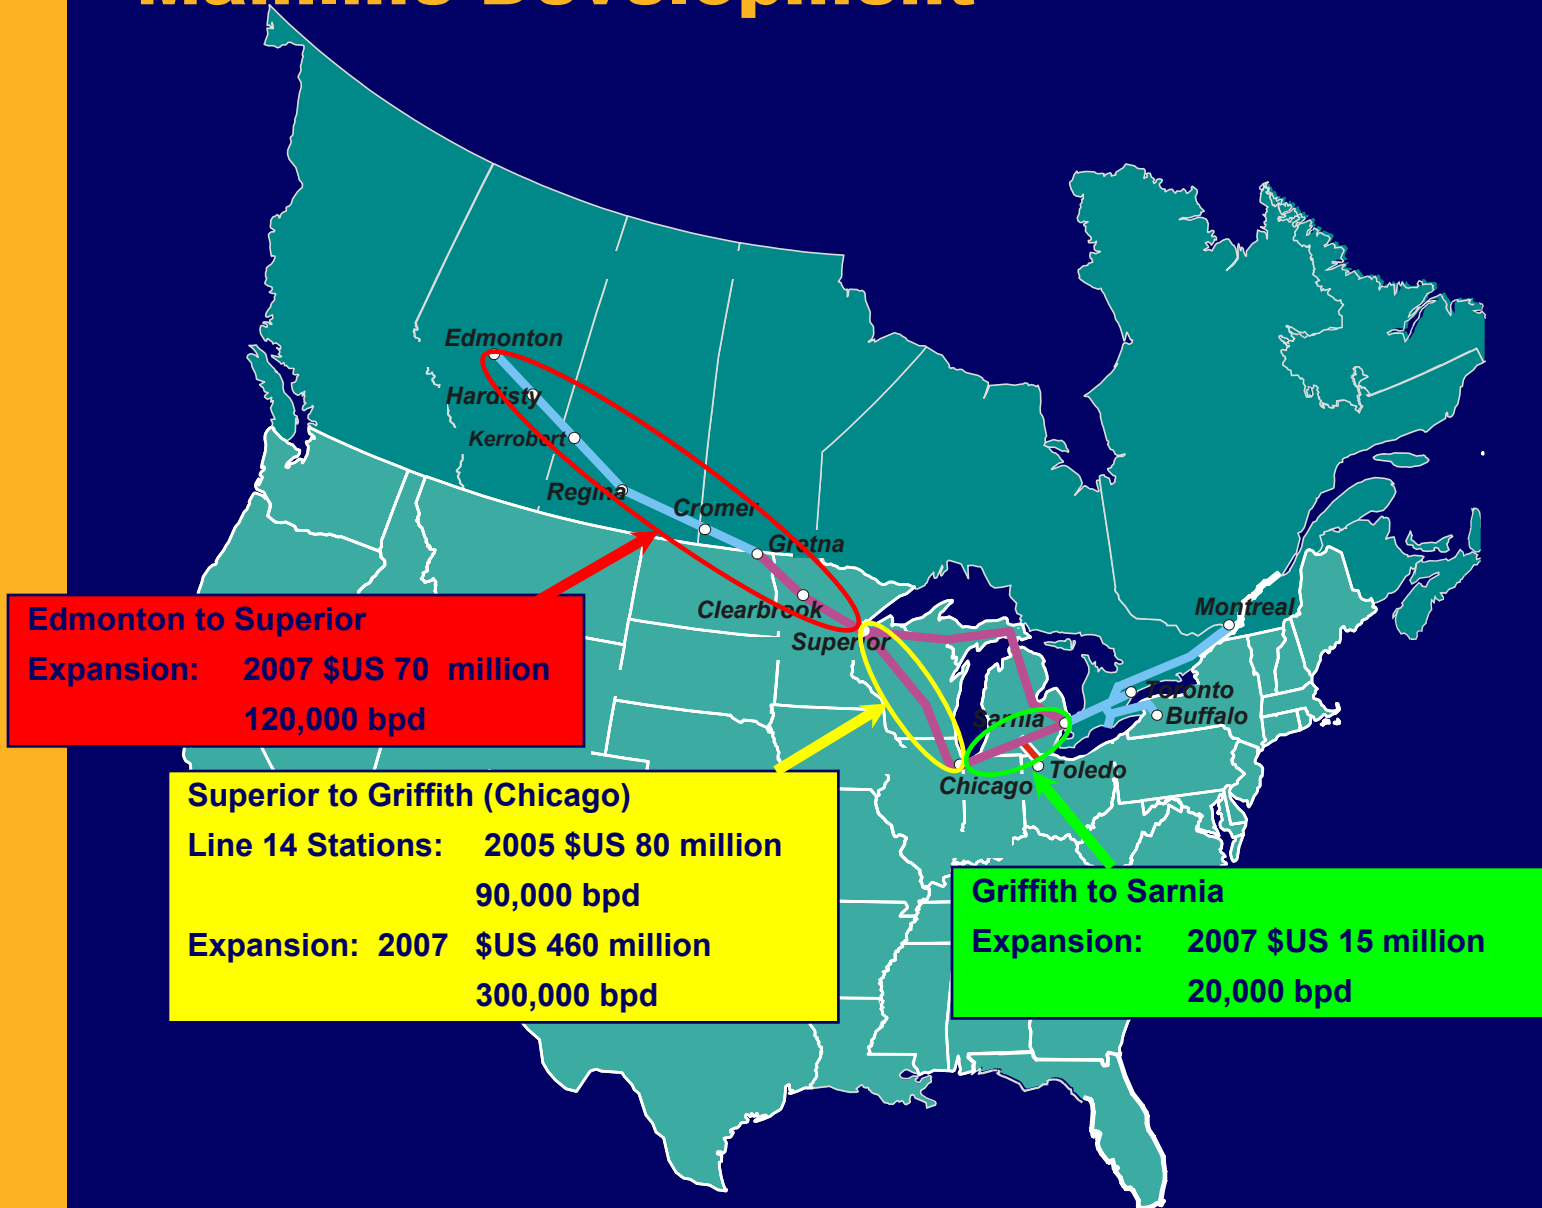 Mainline Development
Edmonton
Hardisty
Kerrobert
Regina
Cromer
Gretna
Clearbrook
Superior
Montreal
Toronto
Buffalo
Sarnia
Toledo
Chicago
Edmonton to Superior
Expansion: 2007 $US 70 million
120,000 bpd
Superior to Griffith (Chicago)
Line 14 Stations: 2005 $US 80 million
90,000 bpd
Expansion: 2007 $US 460 million
300,000 bpd
Griffith to Sarnia
Expansion: 2007 $US 15 million
20,000 bpd